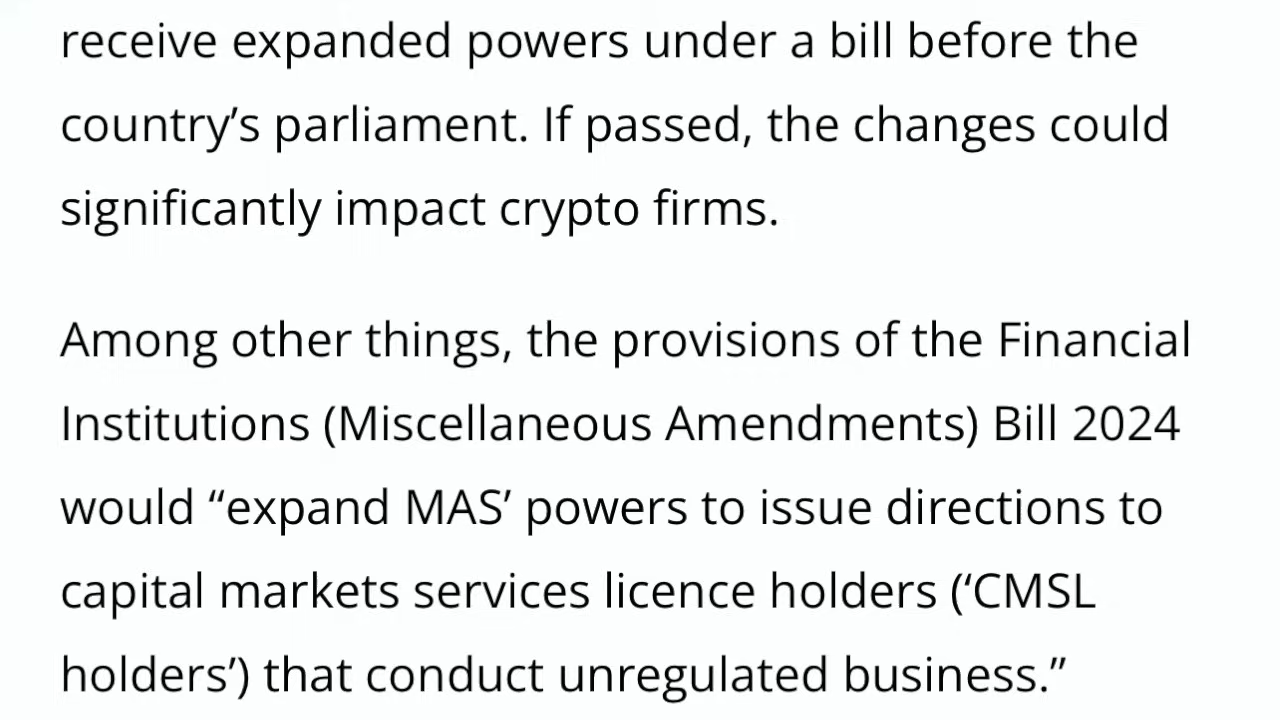 receive expanded powers under a bill before the
country’s parliament. If passed, the changes could
significantly impact crypto firms.
Among other things, the provisions of the Financial
Institutions (Miscellaneous Amendments) Bill 2024
would “expand MAS’ powers to issue directions to
capital markets services licence holders (‘CMSL
holders’) that conduct unregulated business.”